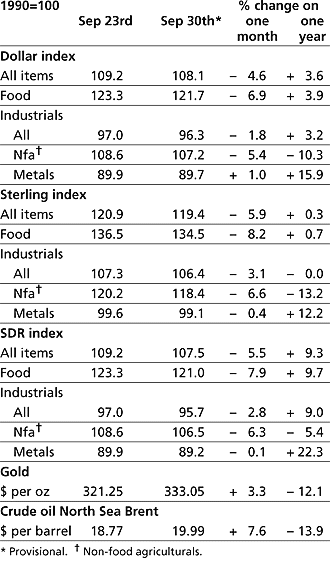 1990=100 % change on
Sep 23rd Sep 30th* one one
month year
Dollar index
All items 109.2 108.1 – 4.6 + 3.6
Food 123.3 121.7 – 6.9 + 3.9
Industrials
All 97.0 96.3 – 1.8 + 3.2
Nfa† 108.6 107.2 – 5.4 – 10.3
Metals 89.9 89.7 + 1.0 + 15.9
Sterling index
All items 120.9 119.4 – 5.9 + 0.3
Food 136.5 134.5 – 8.2 + 0.7
Industrials
All 107.3 106.4 – 3.1 – 0.0
Nfa† 120.2 118.4 – 6.6 – 13.2
Metals 99.6 99.1 – 0.4 + 12.2
SDR index
All items 109.2 107.5 – 5.5 + 9.3
Food 123.3 121.0 – 7.9 + 9.7
Industrials
All 97.0 95.7 – 2.8 + 9.0
Nfa† 108.6 106.5 – 6.3 – 5.4
Metals 89.9 89.2 – 0.1 + 22.3
Gold
$ per oz 321.25 333.05 + 3.3 – 12.1
Crude oil North Sea Brent
$ per barrel 18.77 19.99 + 7.6 – 13.9
* Provisional. † Non-food agriculturals.